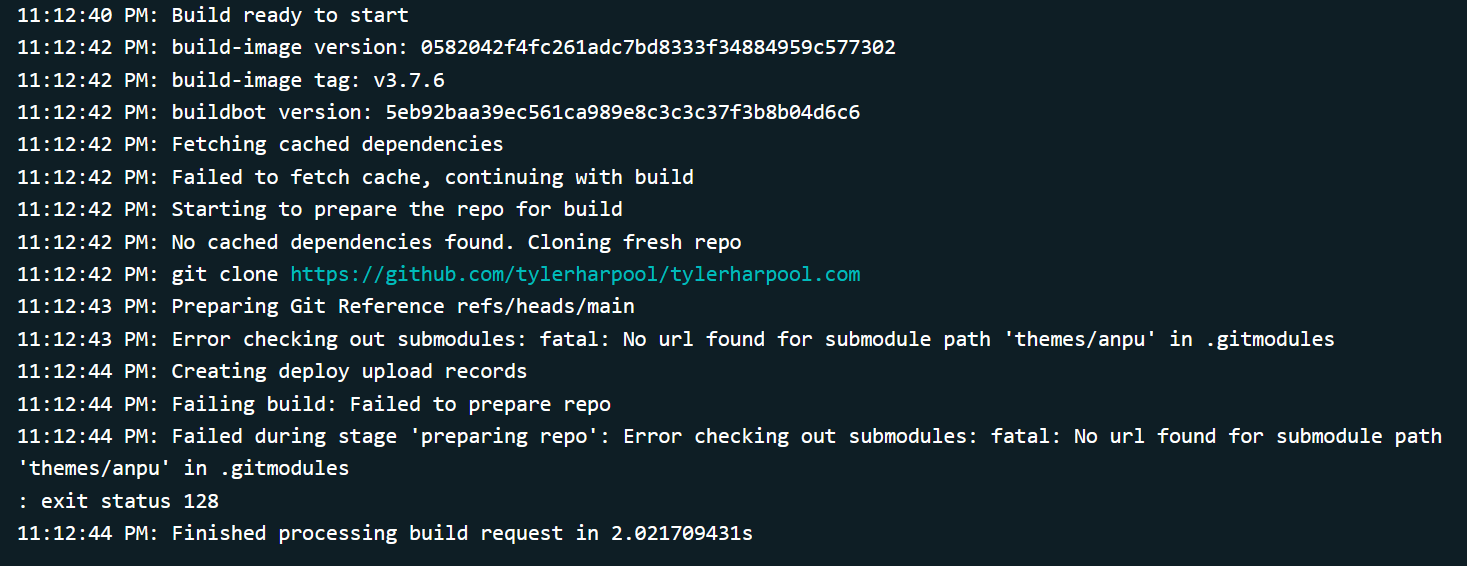 11:12:40 PM: Build ready to start
11:12:42 PM: build-image version: 0582042f4fc261adc7bd8333f34884959c577302
11:12:42 PM: build-image tag: v3.7.6
11:12:42 PM: buildbot version: 5eb92baa39ec561ca989e8c3c3c37f3b8b04d6c6
11:12:42 PM: Fetching cached dependencies
11:12:42 PM: Failed to fetch cache, continuing with build
11:12:42 PM: Starting to prepare the repo for build
11:12:42 PM: No cached dependencies found. Cloning fresh repo
11:12:42 PM: git clone https://github.com/tylerharpool/tylerharpool.com
11:12:43 PM: Preparing Git Reference refs/heads/main
11:12:43 PM: Error checking out submodules: fatal: No url found for submodule path 'themes/anpu' in .gitmodules
11:12:44 PM: Creating deploy upload records
11:12:44 PM: Failing build: Failed to prepare repo
11:12:44 PM: Failed during stage 'preparing repo': Error checking out submodules: fatal: No url found for submodule path
'themes/anpu' in .gitmodules
: exit status 128
11:12:44 PM: Finished processing build request in 2.021709431s